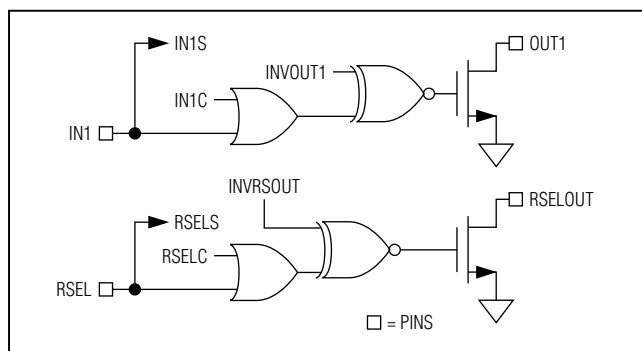 IN1S
OUT1
INVOUT1
IN1C
IN1
INVRSOUT
RSELOUT
RSELS
RSELC
RSEL
= PINS